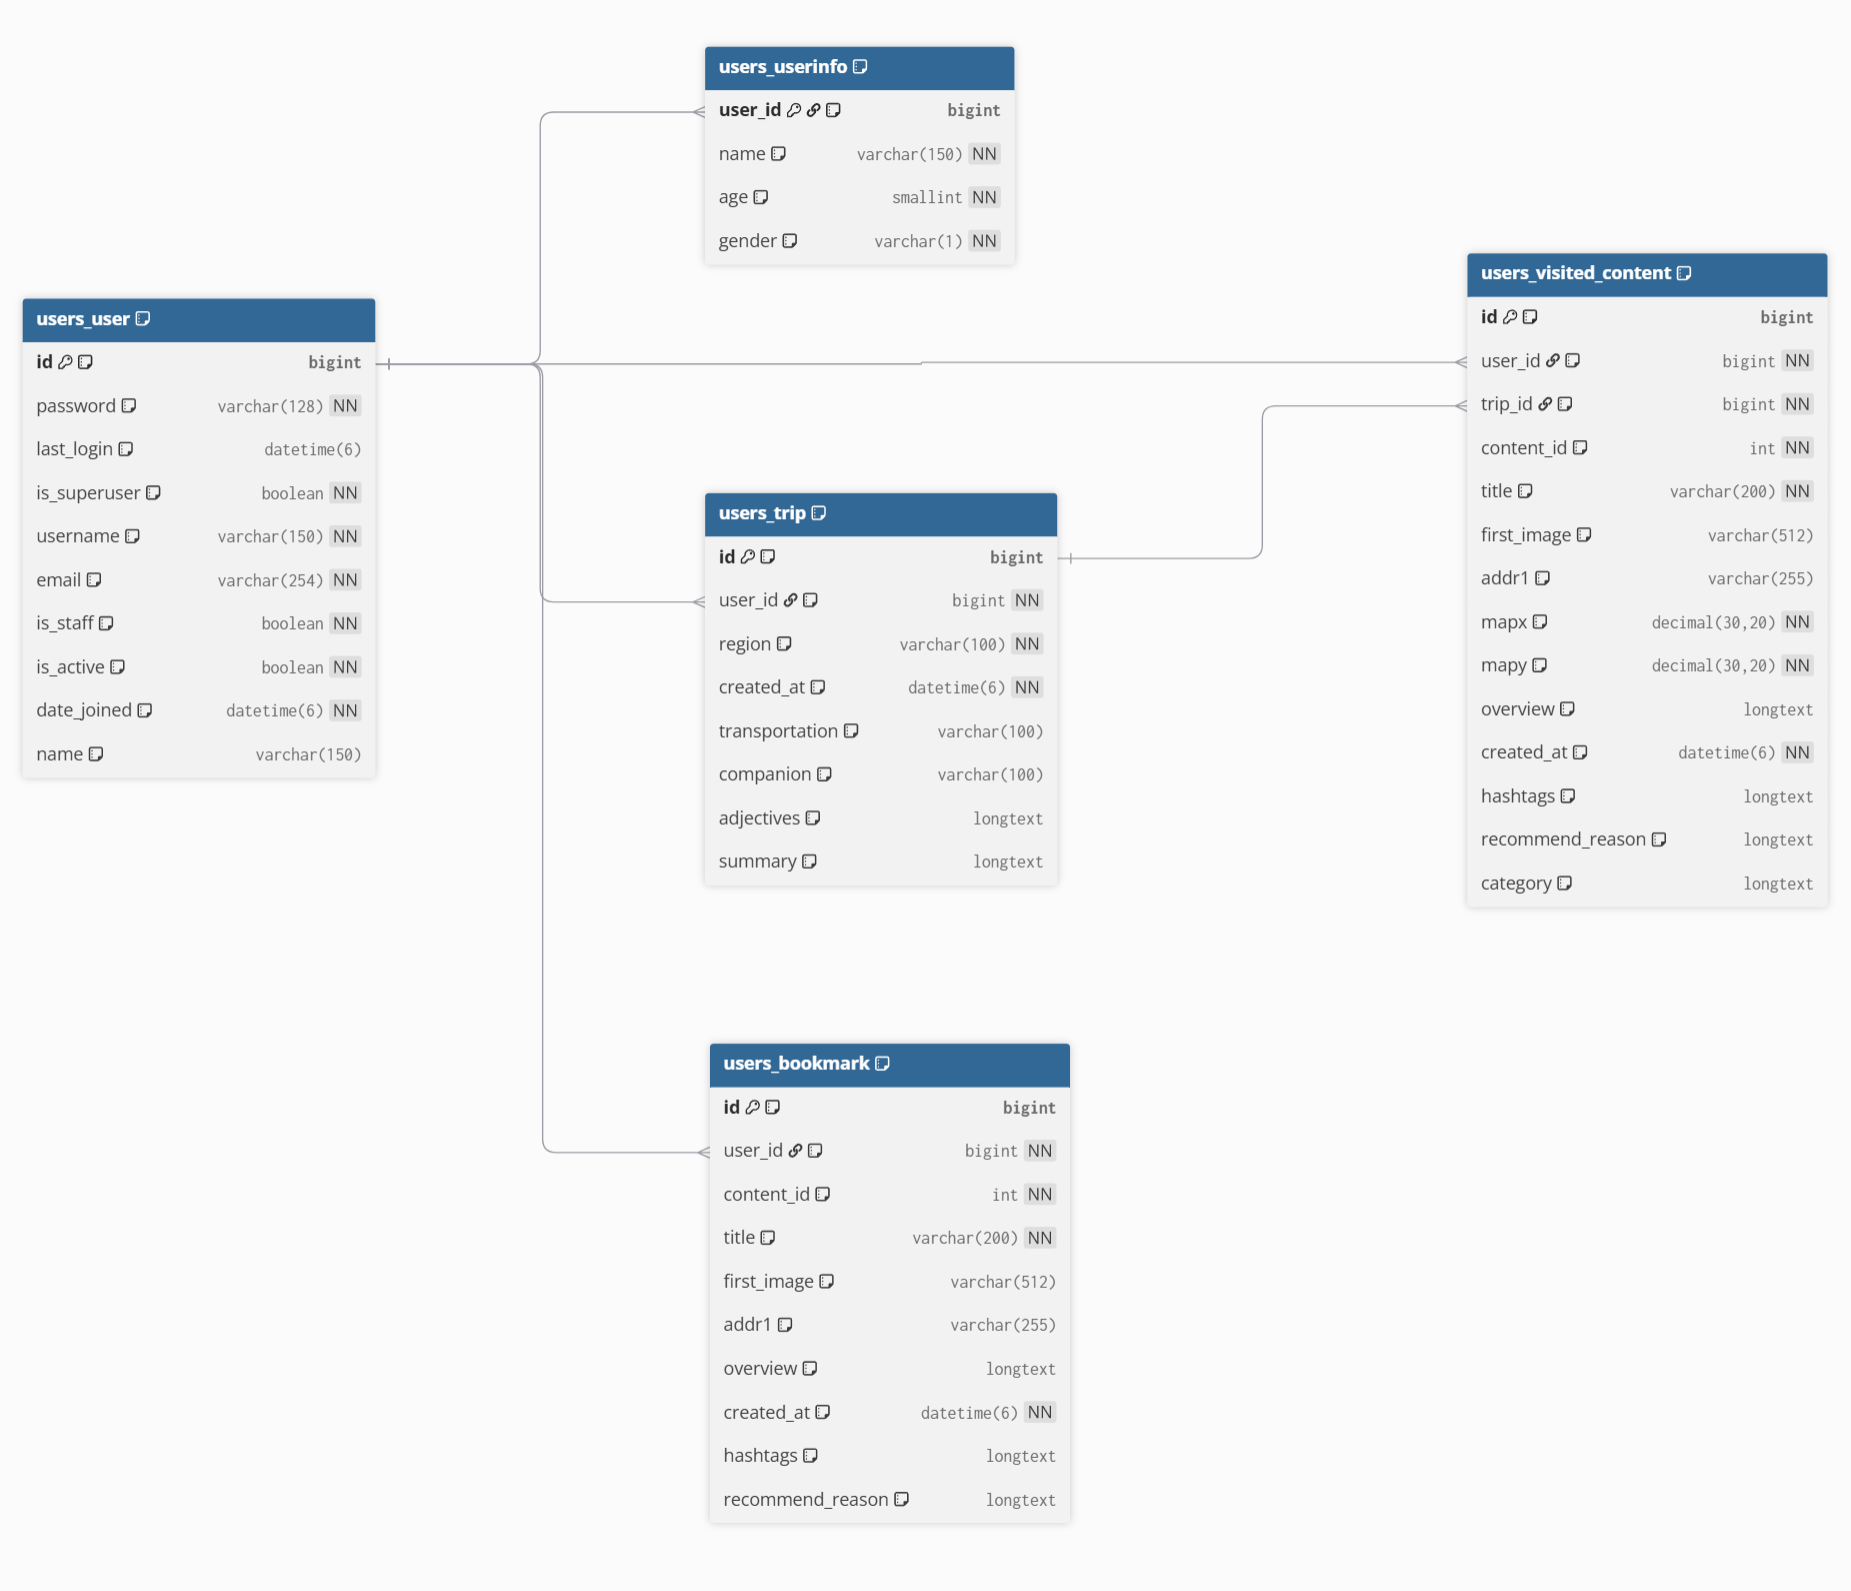 users_userinfo
user_id bigint
name varchar(150) NN
age smallint NN
gender varchar(1) NN
users_user
id bigint
password varchar(128) NN
last_login datetime(6)
is_superuser boolean NN
username varchar(150) NN
email varchar(254) NN
is_staff boolean NN
is_active boolean NN
date_joined datetime(6) NN
name varchar(150)
users_trip
id bigint
user_id bigint NN
region varchar(100) NN
created_at datetime(6) NN
transportation varchar(100)
companion varchar(100)
adjectives longtext
summary longtext
users_visited_content
id bigint
user_id bigint NN
trip_id bigint NN
content_id int NN
title varchar(200) NN
first_image varchar(512)
addr1 varchar(255)
mapx decimal(30,20) NN
mapy decimal(30,20) NN
overview longtext
created_at datetime(6) NN
hashtags longtext
recommend_reason longtext
category longtext
users_bookmark
id bigint
user_id bigint NN
content_id int NN
title varchar(200) NN
first_image varchar(512)
addr1 varchar(255)
overview longtext
created_at datetime(6) NN
hashtags longtext
recommend_reason longtext